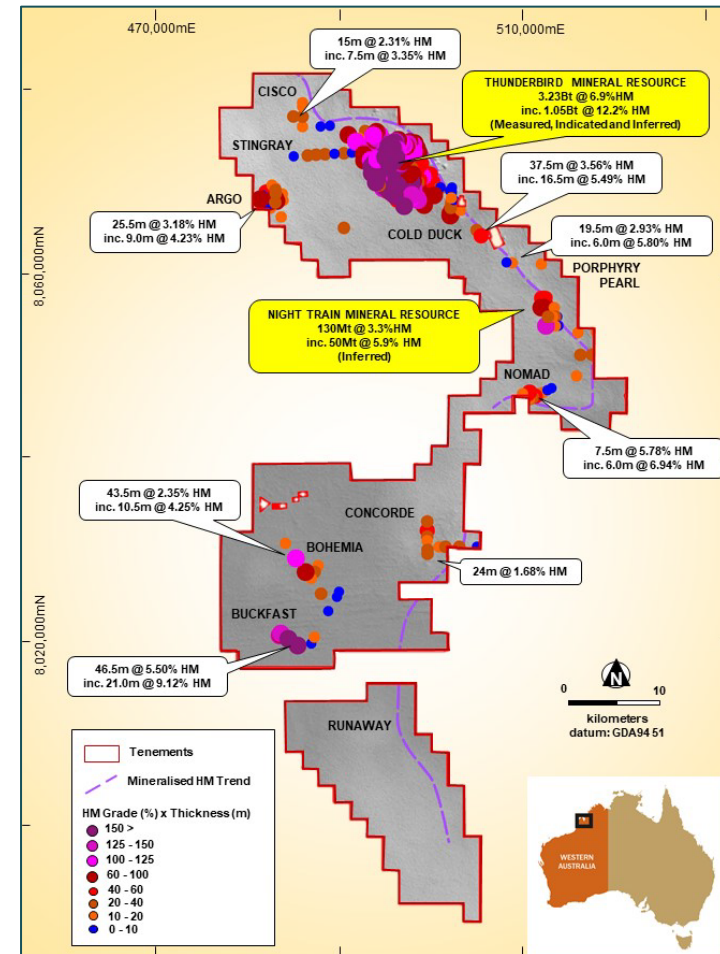 470,000mE
510,000mE
15m @ 2.31% HM
inc. 7.5m @ 3.35% HM
CISCO
THUNDERBIRD MINERAL RESOURCE
3.23Bt @ 6.9%HM
inc. 1.05Bt @ 12.2% HM
(Measured, Indicated and Inferred)
STINGRAY
37.5m @ 3.56% HM
inc. 16.5m @ 5.49% HM
ARGO
25.5m @ 3.18% HM
inc. 9.0m @ 4.23% HM
COLD DUCK
19.5m @ 2.93% HM
inc. 6.0m @ 5.80% HM
8,060,000mN
PORPHYRY
PEARL
NIGHT TRAIN MINERAL RESOURCE
130Mt @ 3.3%HM
inc. 50Mt @ 5.9% HM
(Inferred)
NOMAD
7.5m @ 5.78% HM
inc. 6.0m @ 6.94% HM
43.5m @ 2.35% HM
inc. 10.5m @ 4.25% HM
CONCORDE
BOHEMIA
24m @ 1.68% HM
BUCKFAST
8,020,000mN
46.5m @ 5.50% HM
inc. 21.0m @ 9.12% HM
N
0 10
kilometers
datum: GDA94 51
RUNAWAY
Tenements
Mineralised HM Trend
HM Grade (%) x Thickness (m)
150 >
125 - 150
100 - 125
60 - 100
40 - 60
20 - 40
10 - 20
0 - 10
WESTERN
AUSTRALIA